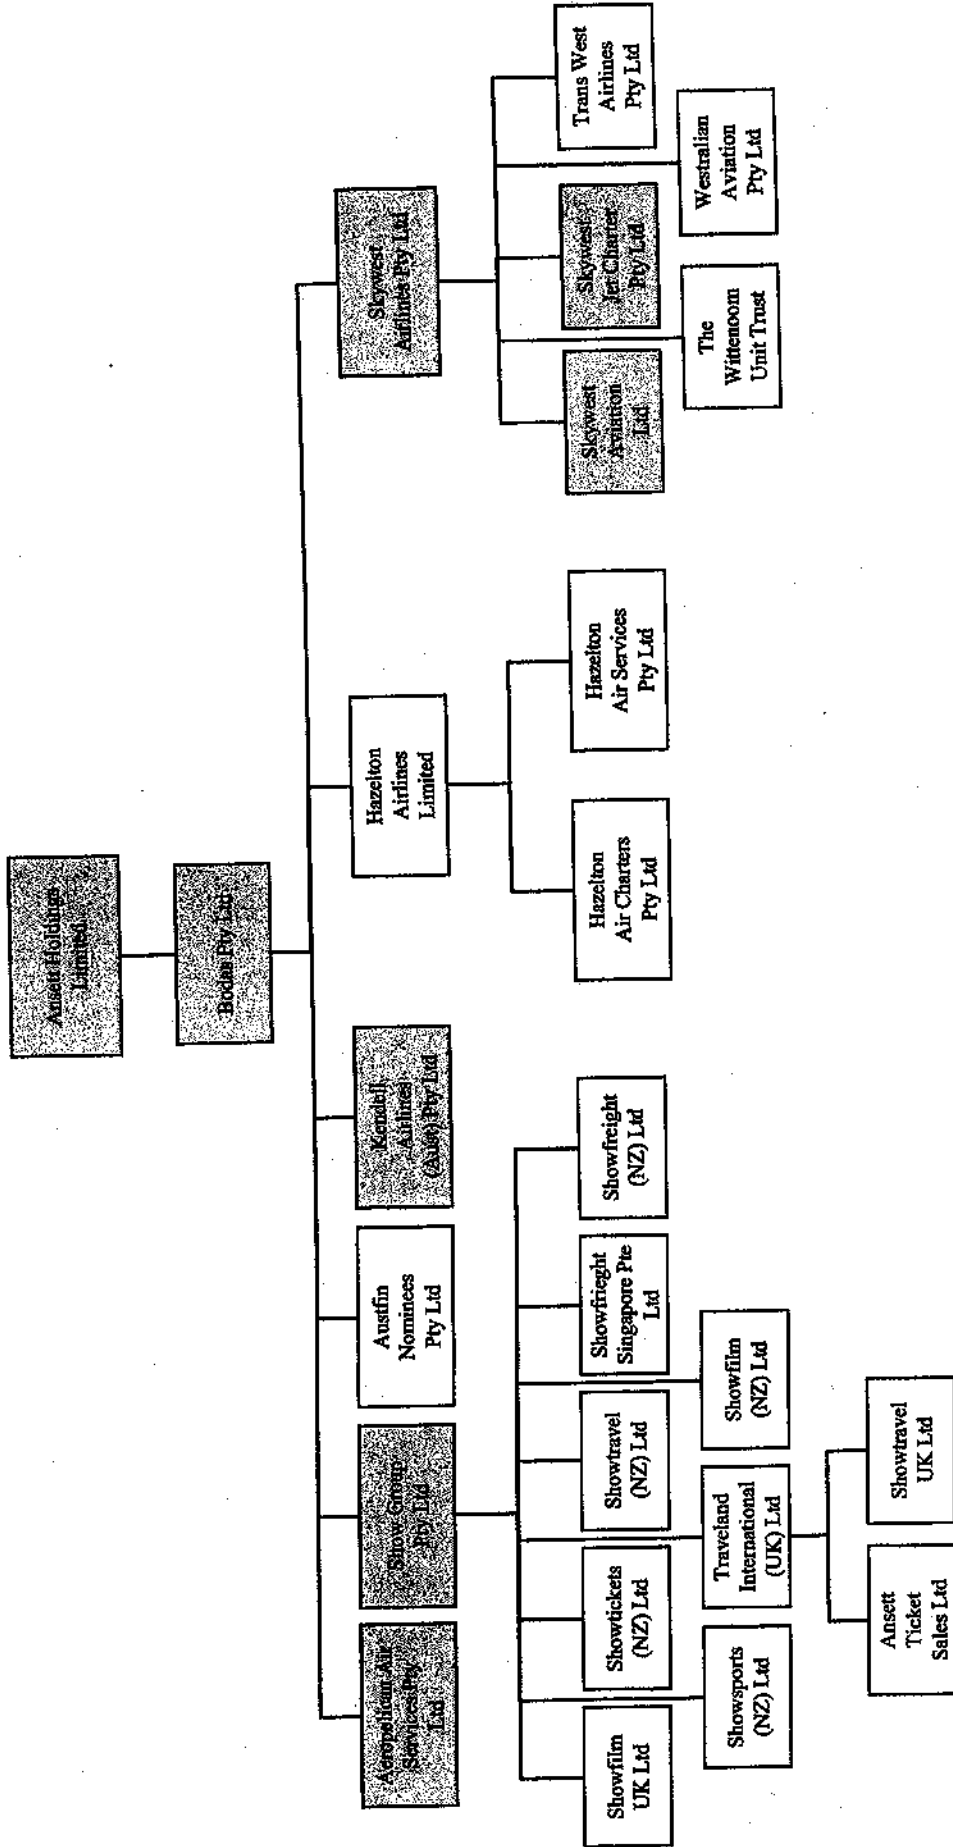 Ansett Holdings
Limited
Bodas Pty Ltd
Aeropelican Air
Services Pty
Ltd
Show Group
Pty Ltd
Austfin
Nominees
Pty Ltd
Kendell
Airlines
(Aust) Pty Ltd
Hazelton
Airlines
Limited
Skywest
Airlines Pty Ltd
Showfilm
UK Ltd
Showtickets
(NZ) Ltd
Showtravel
(NZ) Ltd
Showfrieght
Singapore Pte
Ltd
Showfreight
(NZ) Ltd
Showsports
(NZ) Ltd
Traveland
International
(UK) Ltd
Showfilm
(NZ) Ltd
Ansett
Ticket
Sales Ltd
Showtravel
UK Ltd
Hazelton
Air Charters
Pty Ltd
Hazelton
Air Services
Pty Ltd
Skywest
Aviation
Ltd
Skywest
Jet Charter
Pty Ltd
Trans West
Airlines
Pty Ltd
The
Wittenoom
Unit Trust
Westralian
Aviation
Pty Ltd